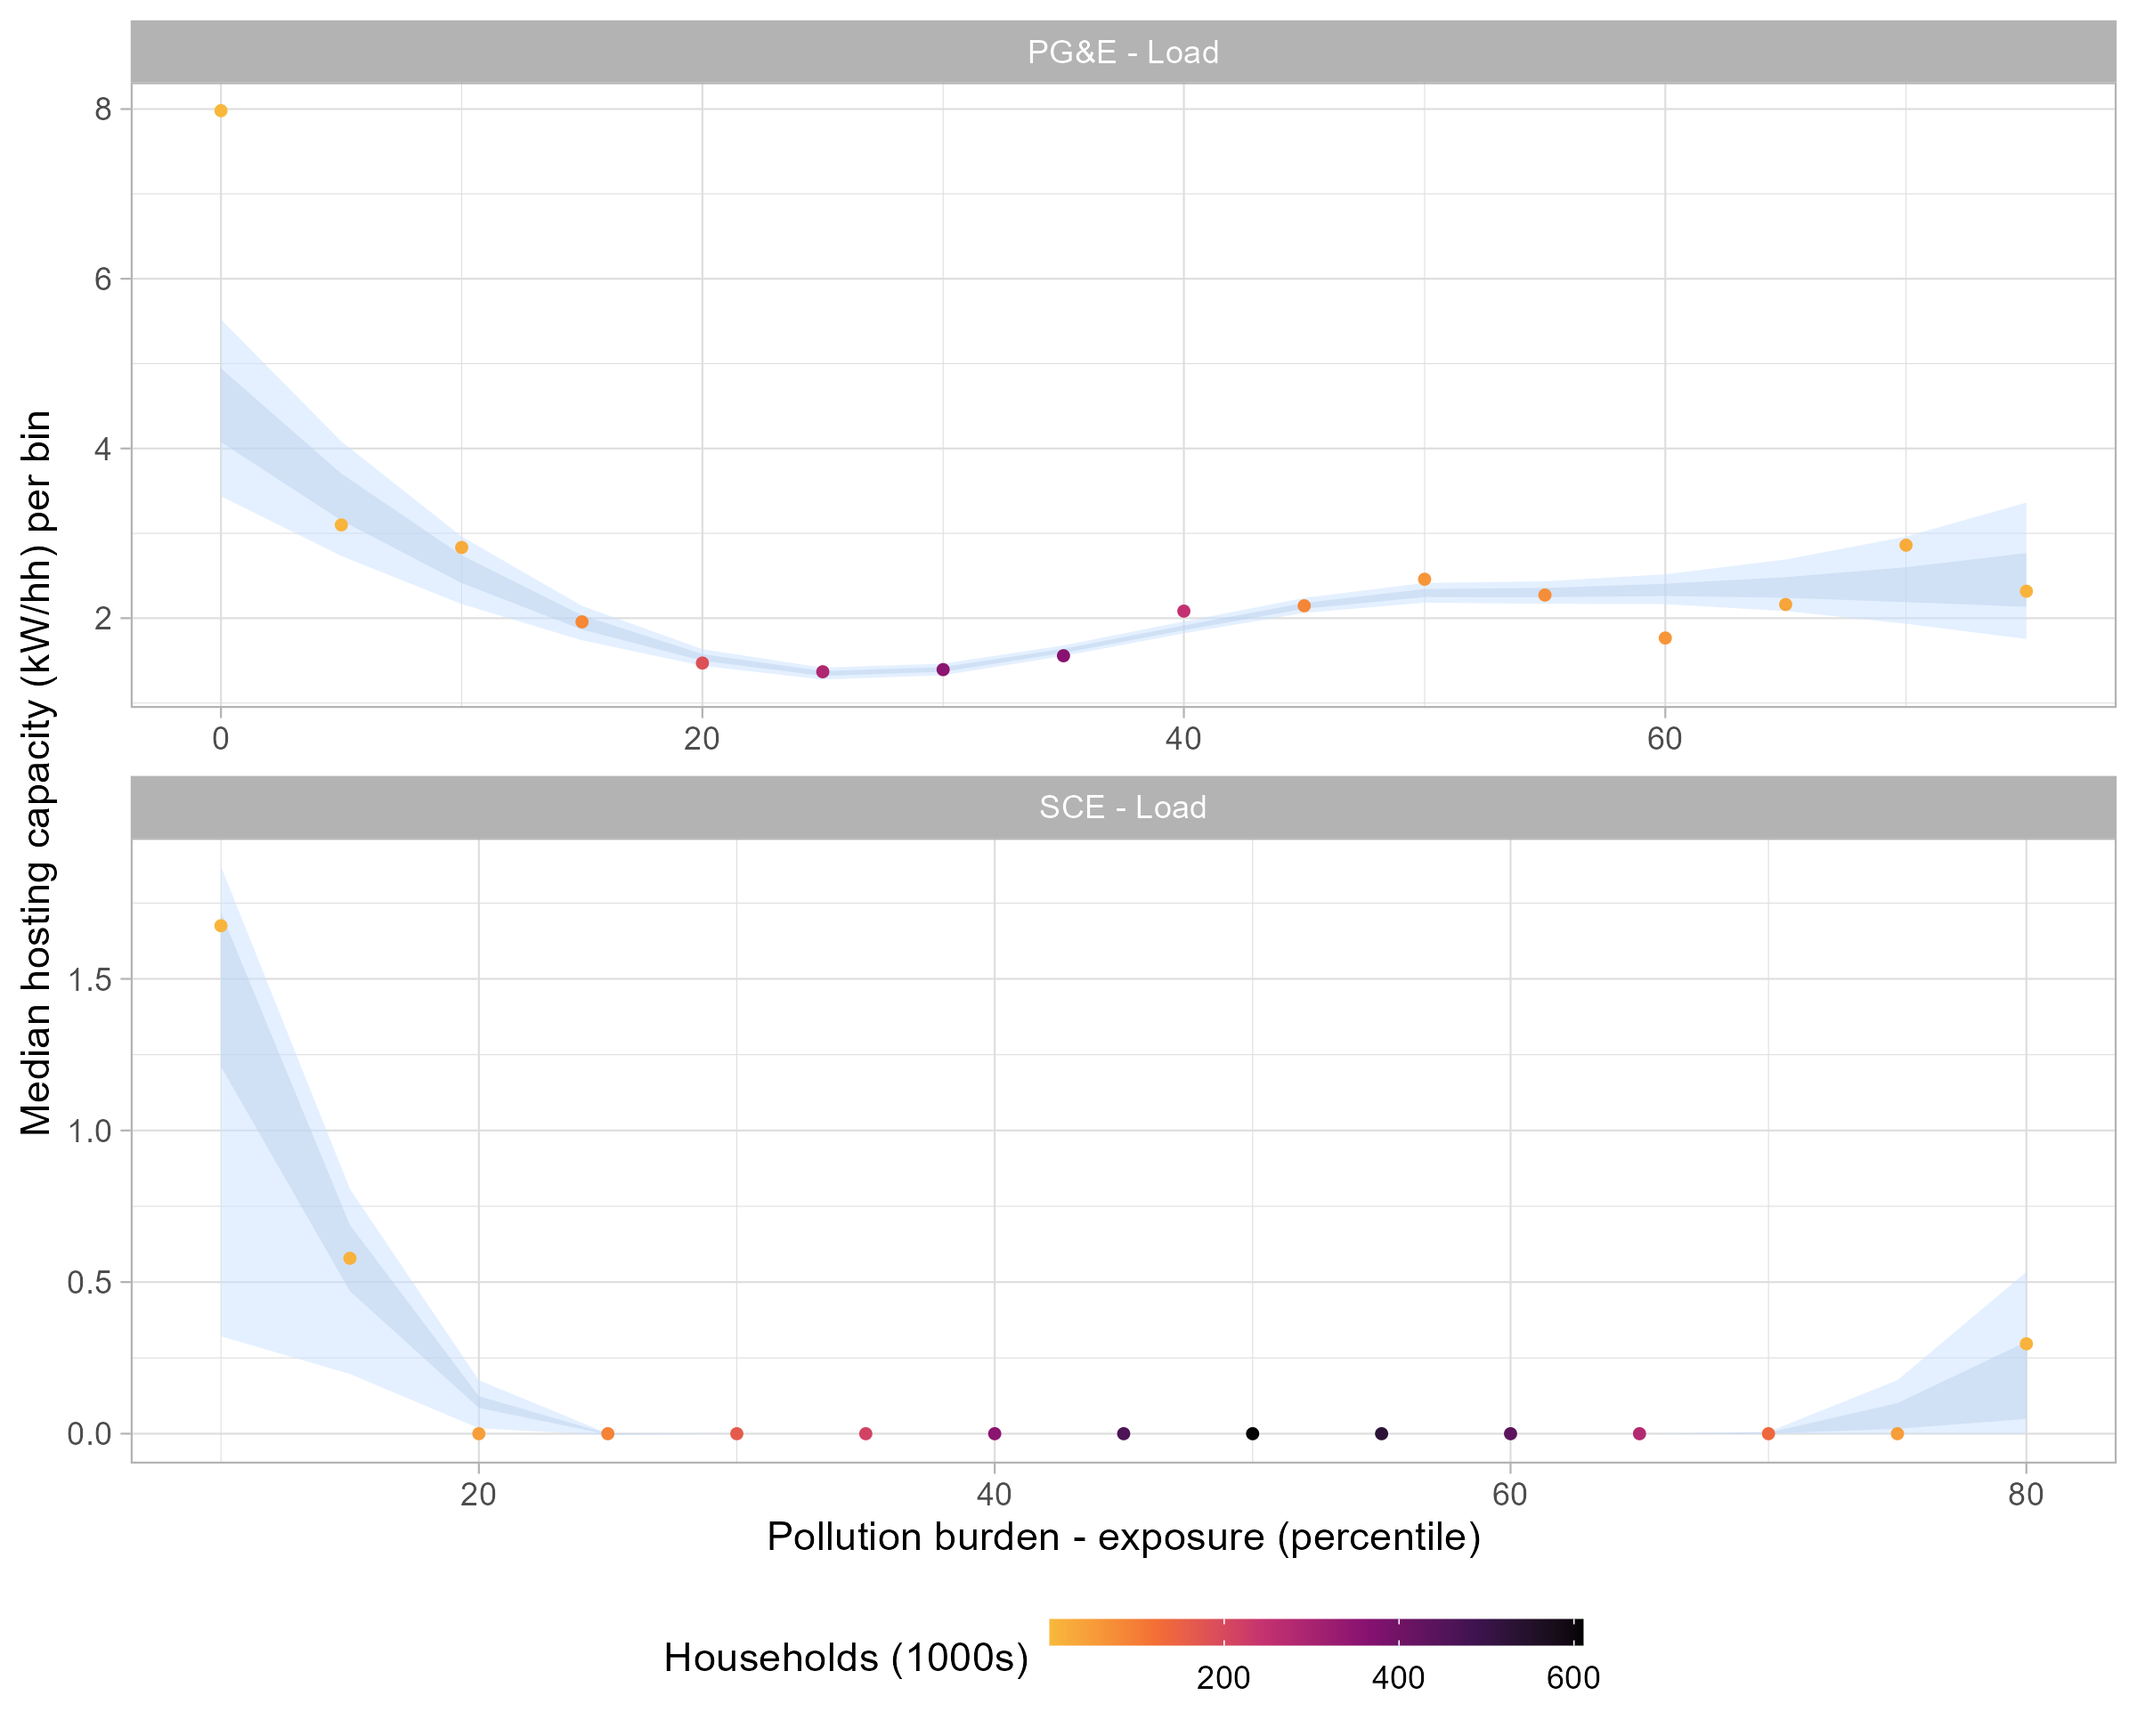 PG&E - Load
8
6
4
2
0 20 40 60
Median hosting capacity (kW/hh) per bin
SCE - Load
1.5
1.0
0.5
0.0
20 40 60 80
Pollution burden - exposure (percentile)
Households (1000s)
200 400 600